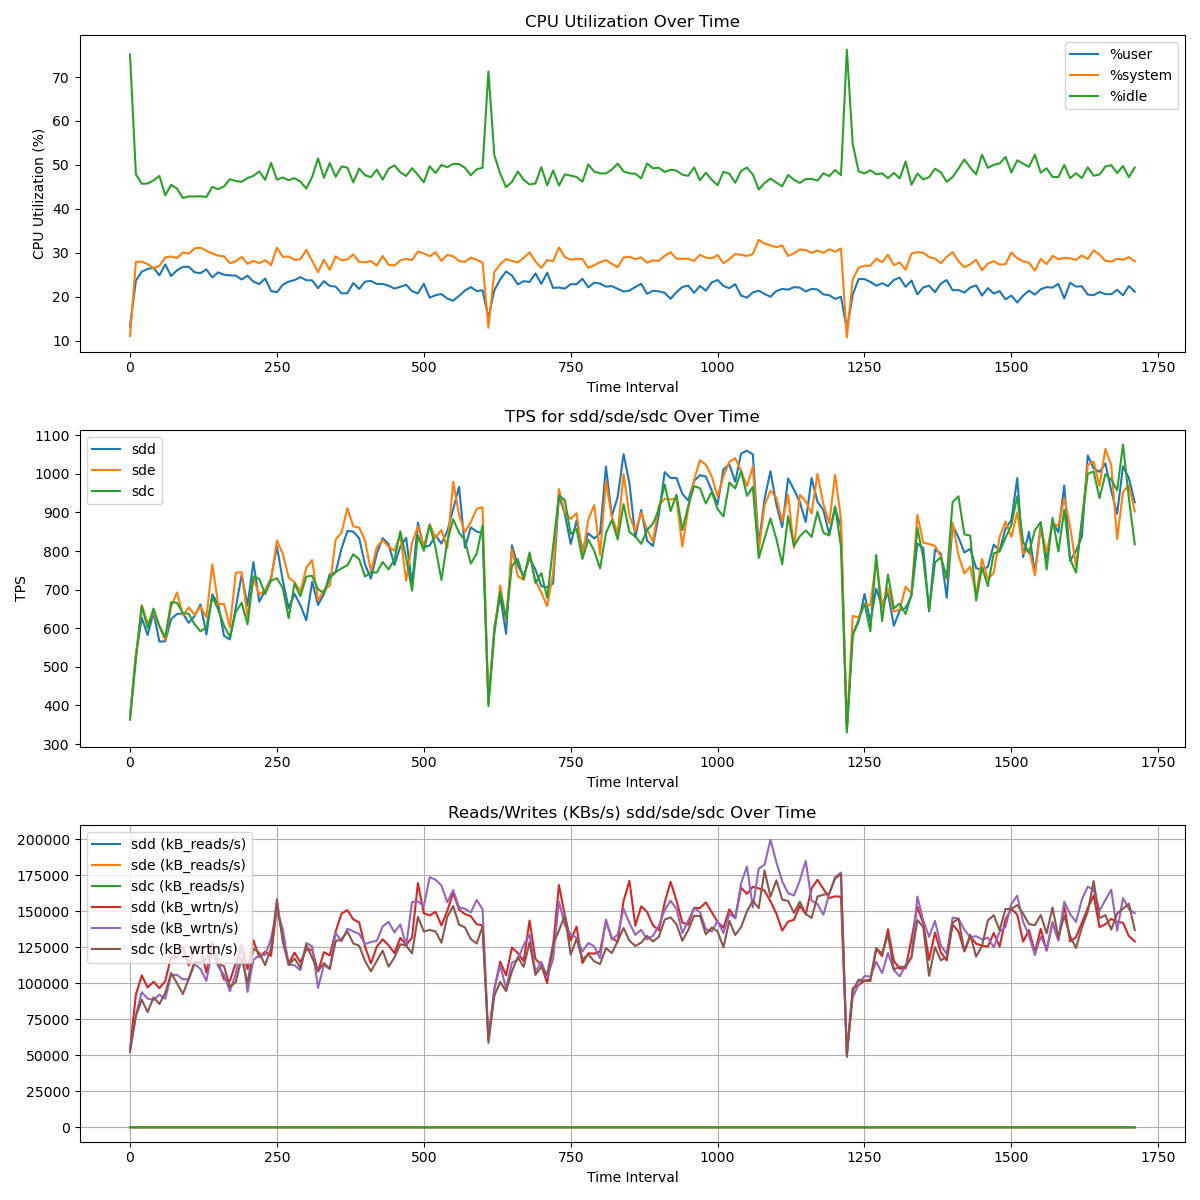 CPU Utilization Over Time
%user
%system
%idle
CPU Utilization (%)
70
60
50
40
30
20
10
0 250 500 750 1000 1250 1500 1750
Time Interval
TPS for sdd/sde/sdc Over Time
sdd
sde
sdc
TPS
1100
1000
900
800
700
600
500
400
300
0 250 500 750 1000 1250 1500 1750
Time Interval
Reads/Writes (KBs/s) sdd/sde/sdc Over Time
sdd (kB_reads/s)
sde (kB_reads/s)
sdc (kB_reads/s)
sdd (kB_wrtn/s)
sde (kB_wrtn/s)
sdc (kB_wrtn/s)
200000
175000
150000
125000
100000
75000
50000
25000
0
0 250 500 750 1000 1250 1500 1750
Time Interval